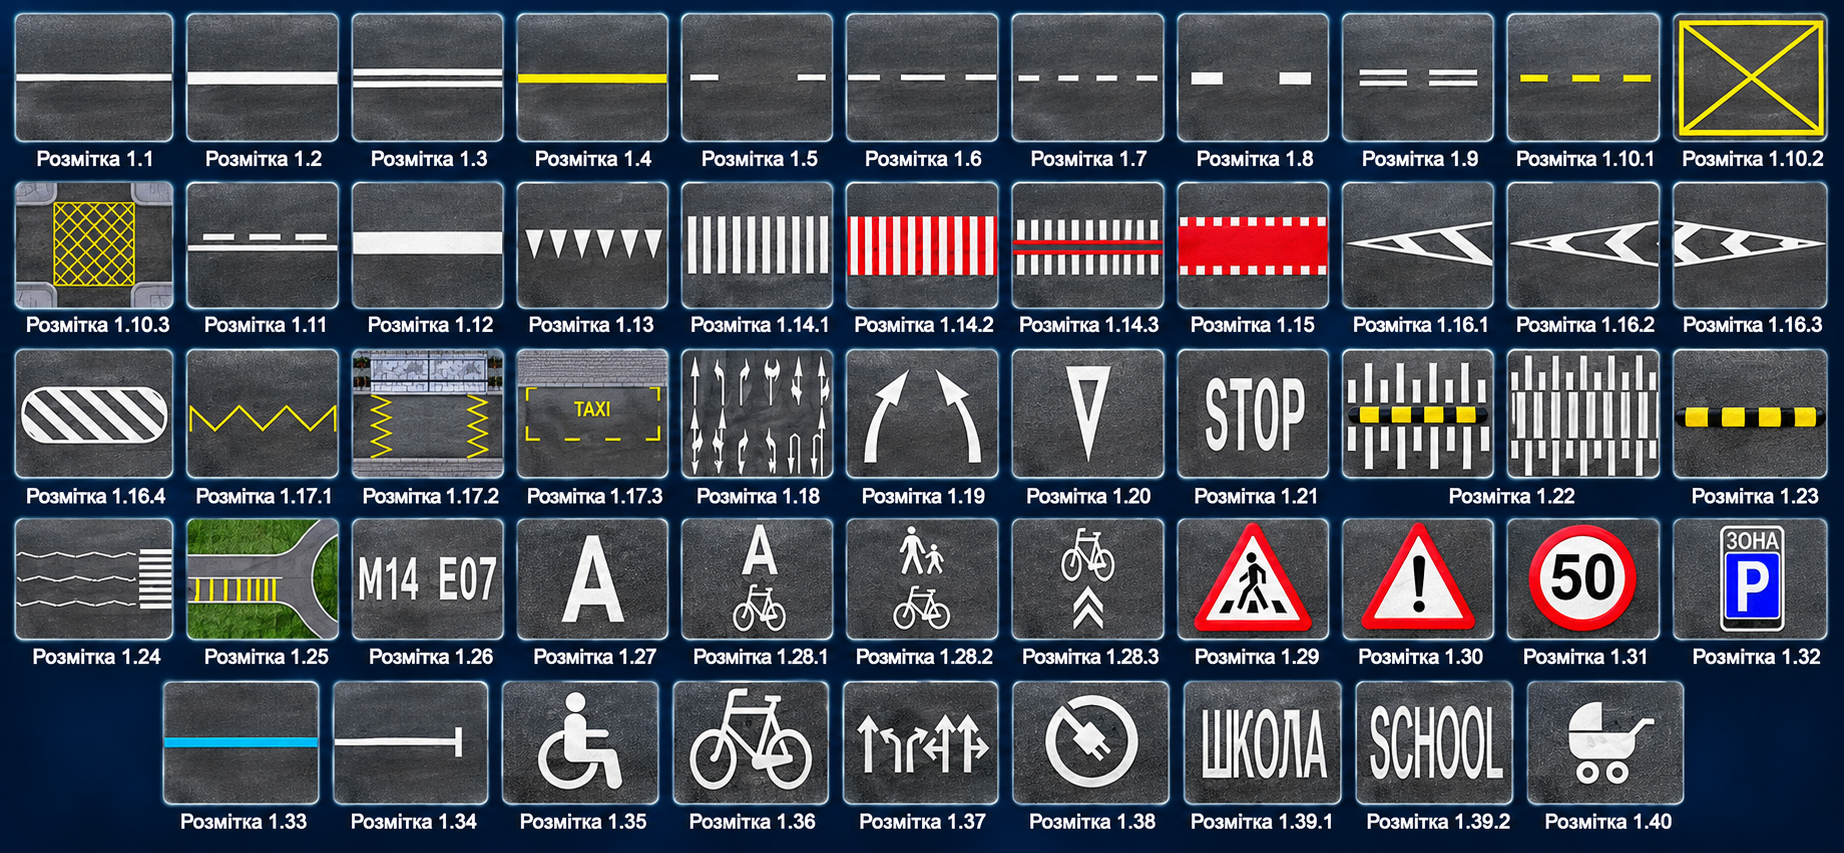 Розмітка 1.1 Розмітка 1.2 Розмітка 1.3 Розмітка 1.4 Розмітка 1.5 Розмітка 1.6 Розмітка 1.7 Розмітка 1.8 Розмітка 1.9 Розмітка 1.10.1 Розмітка 1.10.2
Розмітка 1.10.3 Розмітка 1.11 Розмітка 1.12 Розмітка 1.13 Розмітка 1.14.1 Розмітка 1.14.2 Розмітка 1.14.3 Розмітка 1.15 Розмітка 1.16.1 Розмітка 1.16.2 Розмітка 1.16.3
TAXI STOP
Розмітка 1.16.4 Розмітка 1.17.1 Розмітка 1.17.2 Розмітка 1.17.3 Розмітка 1.18 Розмітка 1.19 Розмітка 1.20 Розмітка 1.21 Розмітка 1.22 Розмітка 1.23
M14 E07 A A 50 ЗОНА P
Розмітка 1.24 Розмітка 1.25 Розмітка 1.26 Розмітка 1.27 Розмітка 1.28.1 Розмітка 1.28.2 Розмітка 1.28.3 Розмітка 1.29 Розмітка 1.30 Розмітка 1.31 Розмітка 1.32
ШКОЛА SCHOOL
Розмітка 1.33 Розмітка 1.34 Розмітка 1.35 Розмітка 1.36 Розмітка 1.37 Розмітка 1.38 Розмітка 1.39.1 Розмітка 1.39.2 Розмітка 1.40